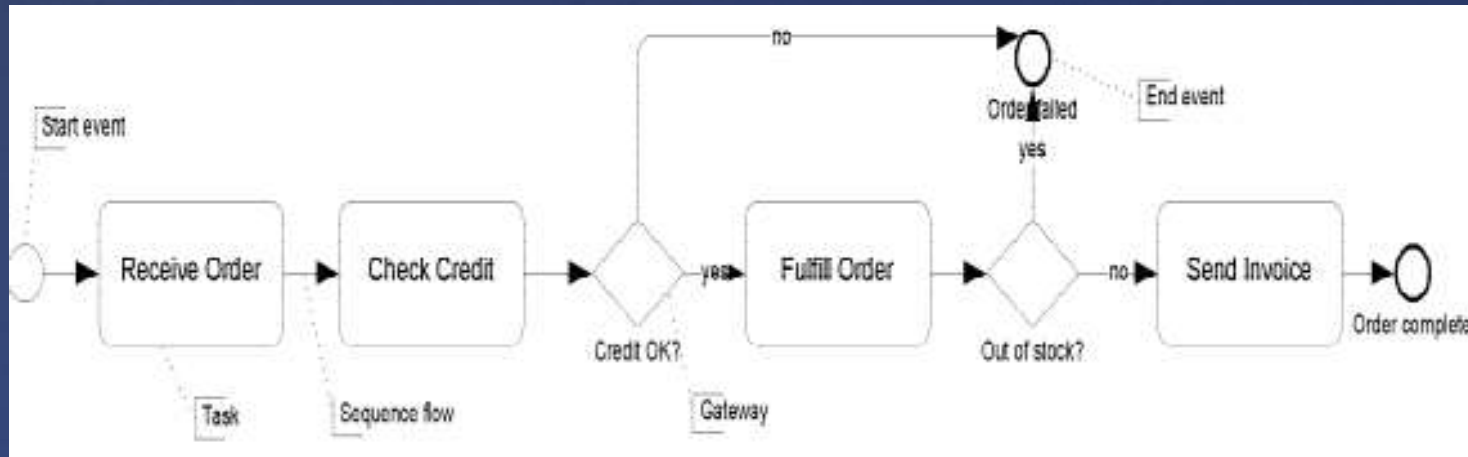 no
End event
Order failed
Start event
yes
Receive Order
Check Credit
yes
Fulfill Order
no
Send Invoice
Order complete
Credit OK?
Out of stock?
Task
Sequence flow
Gateway